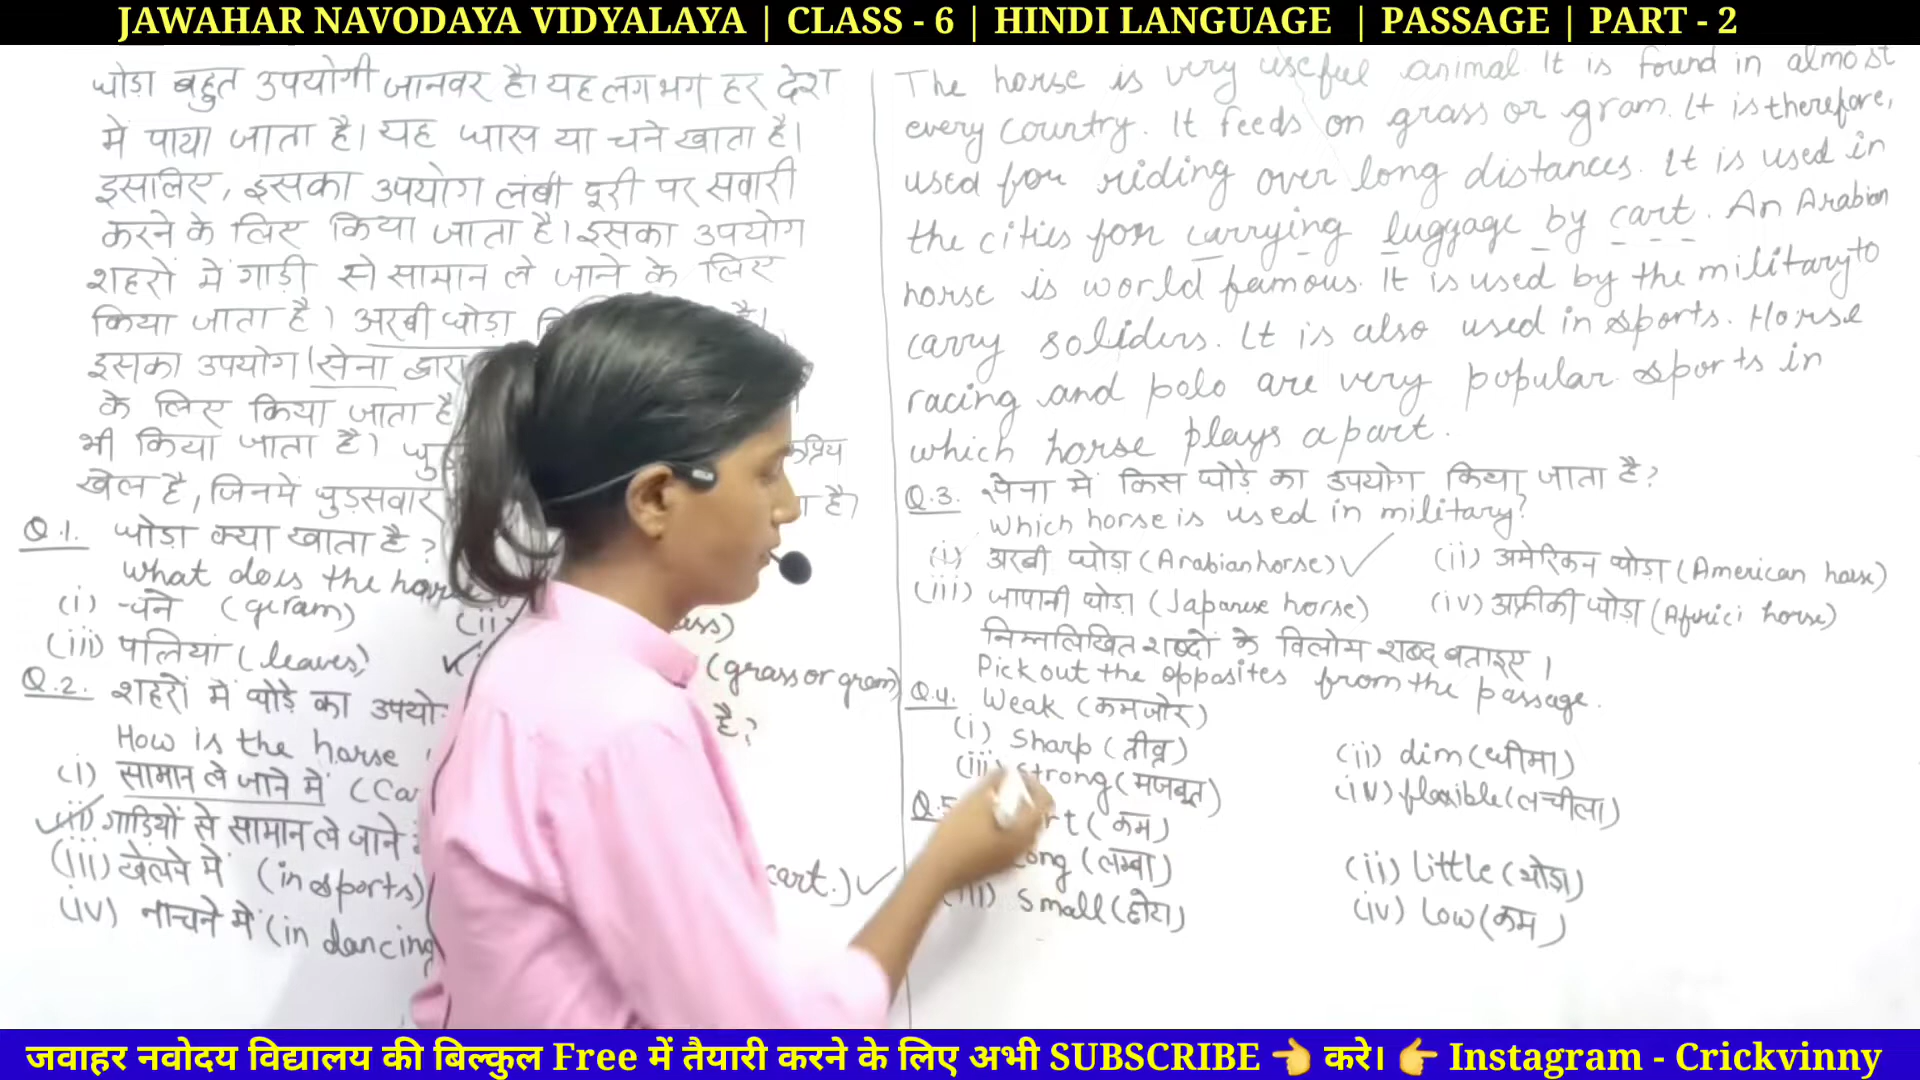 JAWAHAR NAVODAYA VIDYALAYA | CLASS - 6 | HINDI LANGUAGE | PASSAGE | PART - 2
घोड़ा बहुत उपयोगी जानवर है। यह लगभग हर देश
में पाया जाता है। यह घास या चने खाता है।
इसालिए, इसका उपयोग लंबी दूरी पर सवारी
करने के लिए किया जाता है। इसका उपयोग
शहरों में गाड़ी से सामान ले जाने के लिए
किया जाता है। अरबी घोड़ा
इसका उपयोग सेना द्वारा
के लिए किया जाता है
भी किया जाता है।
खेल है, जिनमें घुड़सवार है।
Q.1. घोड़ा क्या खाता है?
What does the
(i) चने (gram) (ii)
(iii) पत्तियां (leaves) (grass or gram)
Q.2. शहरों में घोड़े का है?
How is the horse
(i) सामान ले जाने में
(ii) गाड़ियों से सामान ले जाने cart.)
(iii) खेलने में (in sports)
(iv) नाचने में (in dancing
The horse is very useful animal. It is found in almost
every country. It feeds on grass or gram. It is therefore,
used for riding over long distances. It is used in
the cities for carrying luggage by cart. An Arabian
horse is world famous. It is used by the military to
carry soliders. It is also used in sports. Horse
racing and polo are very popular sports in
which horse plays a part.
Q.3. सेना में किस घोड़े का उपयोग किया जाता है?
Which horse is used in military?
(i) अरबी घोड़ा (Arabian horse) (ii) अमेरिकन घोड़ा (American horse)
(iii) जापानी घोड़ा (Japanese horse) (iv) अफ्रीकी घोड़ा (Africi horse)
निम्नलिखित शब्दों के विलोम शब्द बताइए।
Pick out the opposites from the passage.
Q.4. Weak (कमजोर)
(i) Sharp (तीव्र) (ii) dim (धीमा)
(iii) strong (मजबूत) (iv) flexible (लचीला)
Q.5 (कम)
(लम्बा) (ii) little (थोड़ा)
(iii) Small (छोटा) (iv) Low (कम)
जवाहर नवोदय विद्यालय की बिल्कुल Free में तैयारी करने के लिए अभी SUBSCRIBE 👈 करे। 👉 Instagram - Crickvinny